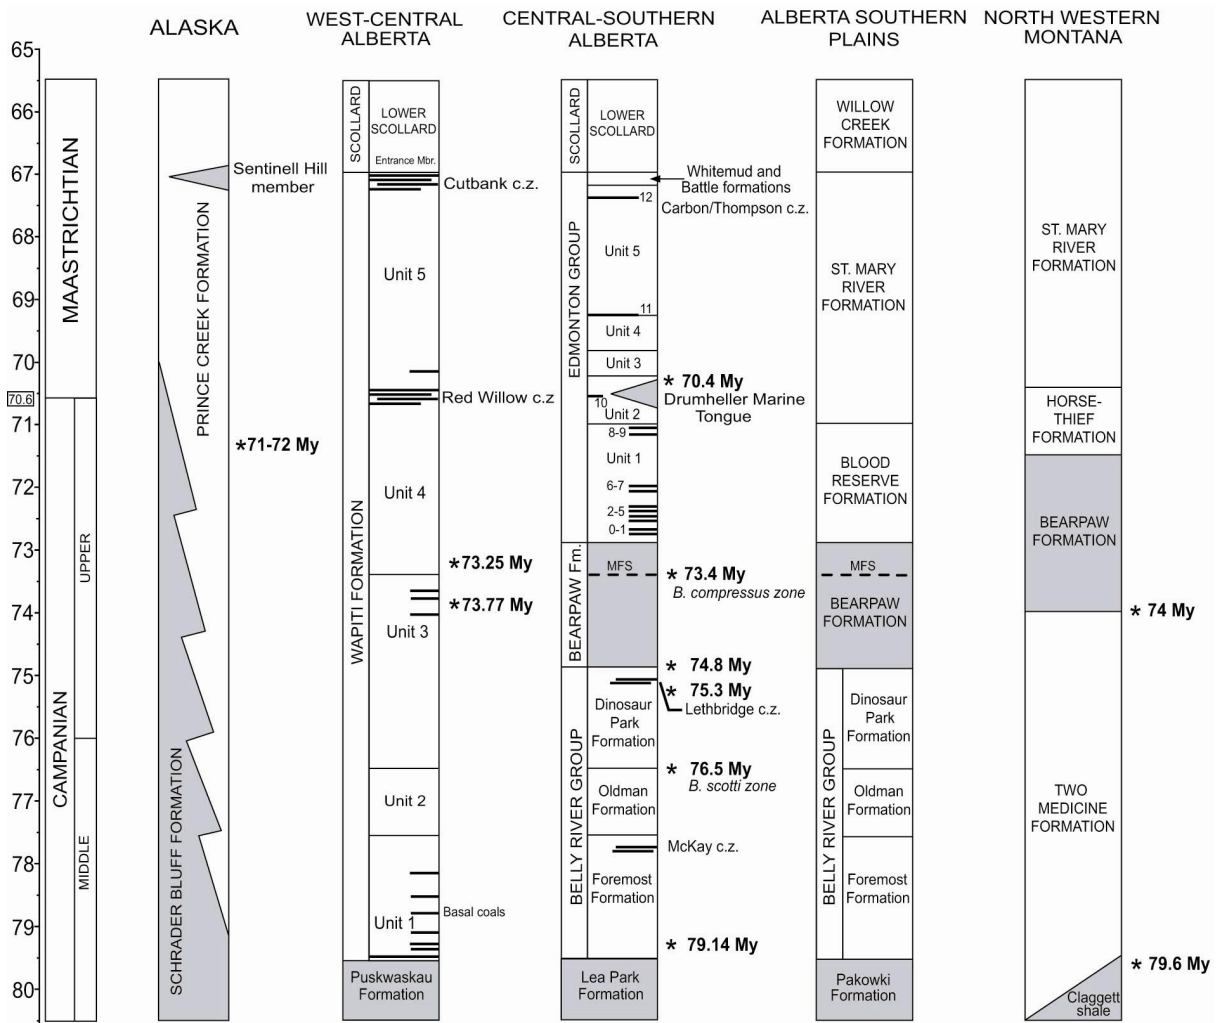 ALASKA
WEST-CENTRAL
ALBERTA
CENTRAL-SOUTHERN
ALBERTA
ALBERTA SOUTHERN
PLAINS
NORTH WESTERN
MONTANA
65
66
67
68
69
70
70.6
71
72
73
74
75
76
77
78
79
80
MAASTRICHTIAN
CAMPANIAN
UPPER
MIDDLE
Sentinell Hill
member
PRINCE CREEK FORMATION
*71-72 My
SCHRADER BLUFF FORMATION
SCOLLARD
LOWER
SCOLLARD
Entrance Mbr.
Cutbank c.z.
Unit 5
Red Willow c.z
Unit 4
WAPITI FORMATION
*73.25 My
*73.77 My
Unit 3
Unit 2
Unit 1
Basal coals
Puskwaskau
Formation
SCOLLARD
LOWER
SCOLLARD
Whitemud and
Battle formations
12
Carbon/Thompson c.z.
EDMONTON GROUP
Unit 5
11
Unit 4
Unit 3
* 70.4 My
Drumheller Marine
Tongue
10
Unit 2
8-9
Unit 1
6-7
2-5
0-1
BEARPAW Fm.
MFS
* 73.4 My
B. compressus zone
* 74.8 My
* 75.3 My
Lethbridge c.z.
Dinosaur
Park
Formation
* 76.5 My
B. scotti zone
BELLY RIVER GROUP
Oldman
Formation
McKay c.z.
Foremost
Formation
* 79.14 My
Lea Park
Formation
WILLOW
CREEK
FORMATION
ST. MARY
RIVER
FORMATION
BLOOD
RESERVE
FORMATION
MFS
BEARPAW
FORMATION
BELLY RIVER GROUP
Dinosaur
Park
Formation
Oldman
Formation
Foremost
Formation
Pakowki
Formation
ST. MARY
RIVER
FORMATION
HORSE-
THIEF
FORMATION
BEARPAW
FORMATION
* 74 My
TWO
MEDICINE
FORMATION
* 79.6 My
Claggett
shale